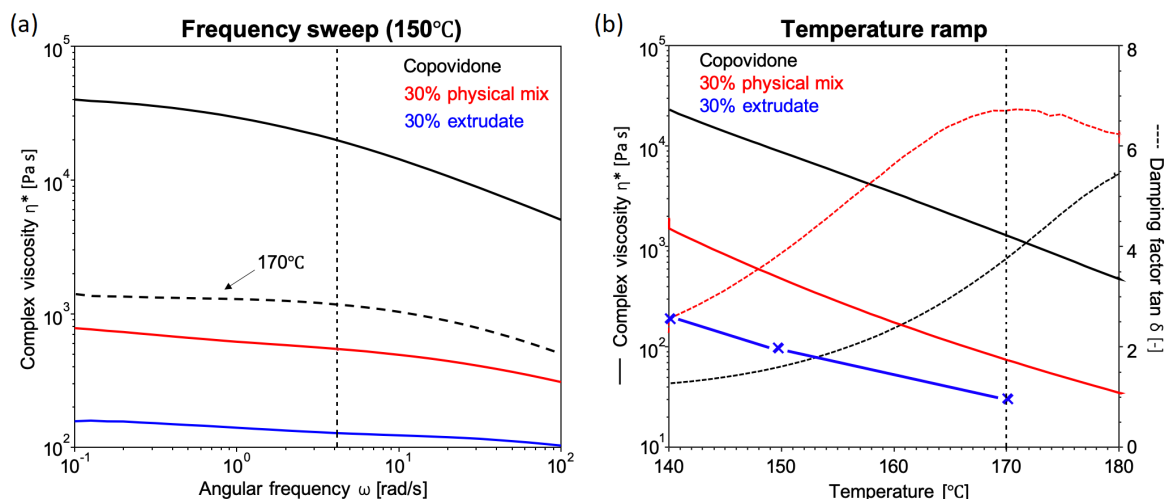 (a)
Frequency sweep (150℃)
Copovidone
30% physical mix
30% extrudate
170℃
Complex viscosity η* [Pa s]
10^5
10^4
10^3
10^2
10^-1
10^0
10^1
10^2
Angular frequency ω [rad/s]
(b)
Temperature ramp
Copovidone
30% physical mix
30% extrudate
Complex viscosity η* [Pa s]
10^5
10^4
10^3
10^2
10^1
140
150
160
170
180
Temperature [℃]
8
6
4
2
0
Damping factor tan δ [-]